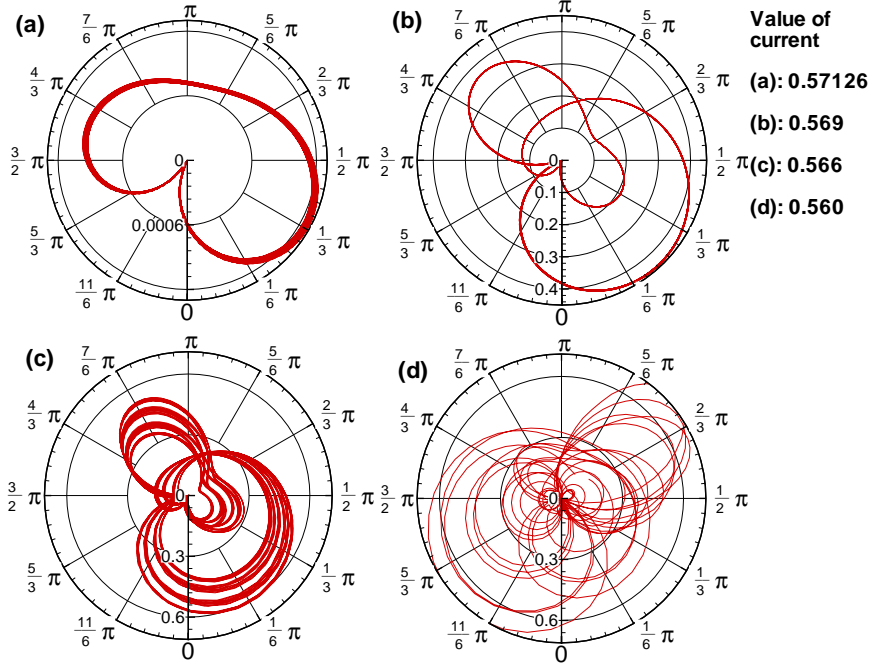 (a)
π
7/6 π
5/6 π
4/3 π
2/3 π
3/2 π
0
1/2 π
0.0006
5/3 π
1/3 π
11/6 π
1/6 π
0
(b)
π
7/6 π
5/6 π
4/3 π
2/3 π
3/2 π
0
1/2 π
0.1
0.2
5/3 π
1/3 π
0.3
0.4
11/6 π
1/6 π
0
Value of
current
(a): 0.57126
(b): 0.569
(c): 0.566
(d): 0.560
(c)
π
7/6 π
5/6 π
4/3 π
2/3 π
3/2 π
0
1/2 π
0.3
5/3 π
1/3 π
0.6
11/6 π
1/6 π
0
(d)
π
7/6 π
5/6 π
4/3 π
2/3 π
3/2 π
0
1/2 π
0.3
5/3 π
1/3 π
0.6
11/6 π
1/6 π
0